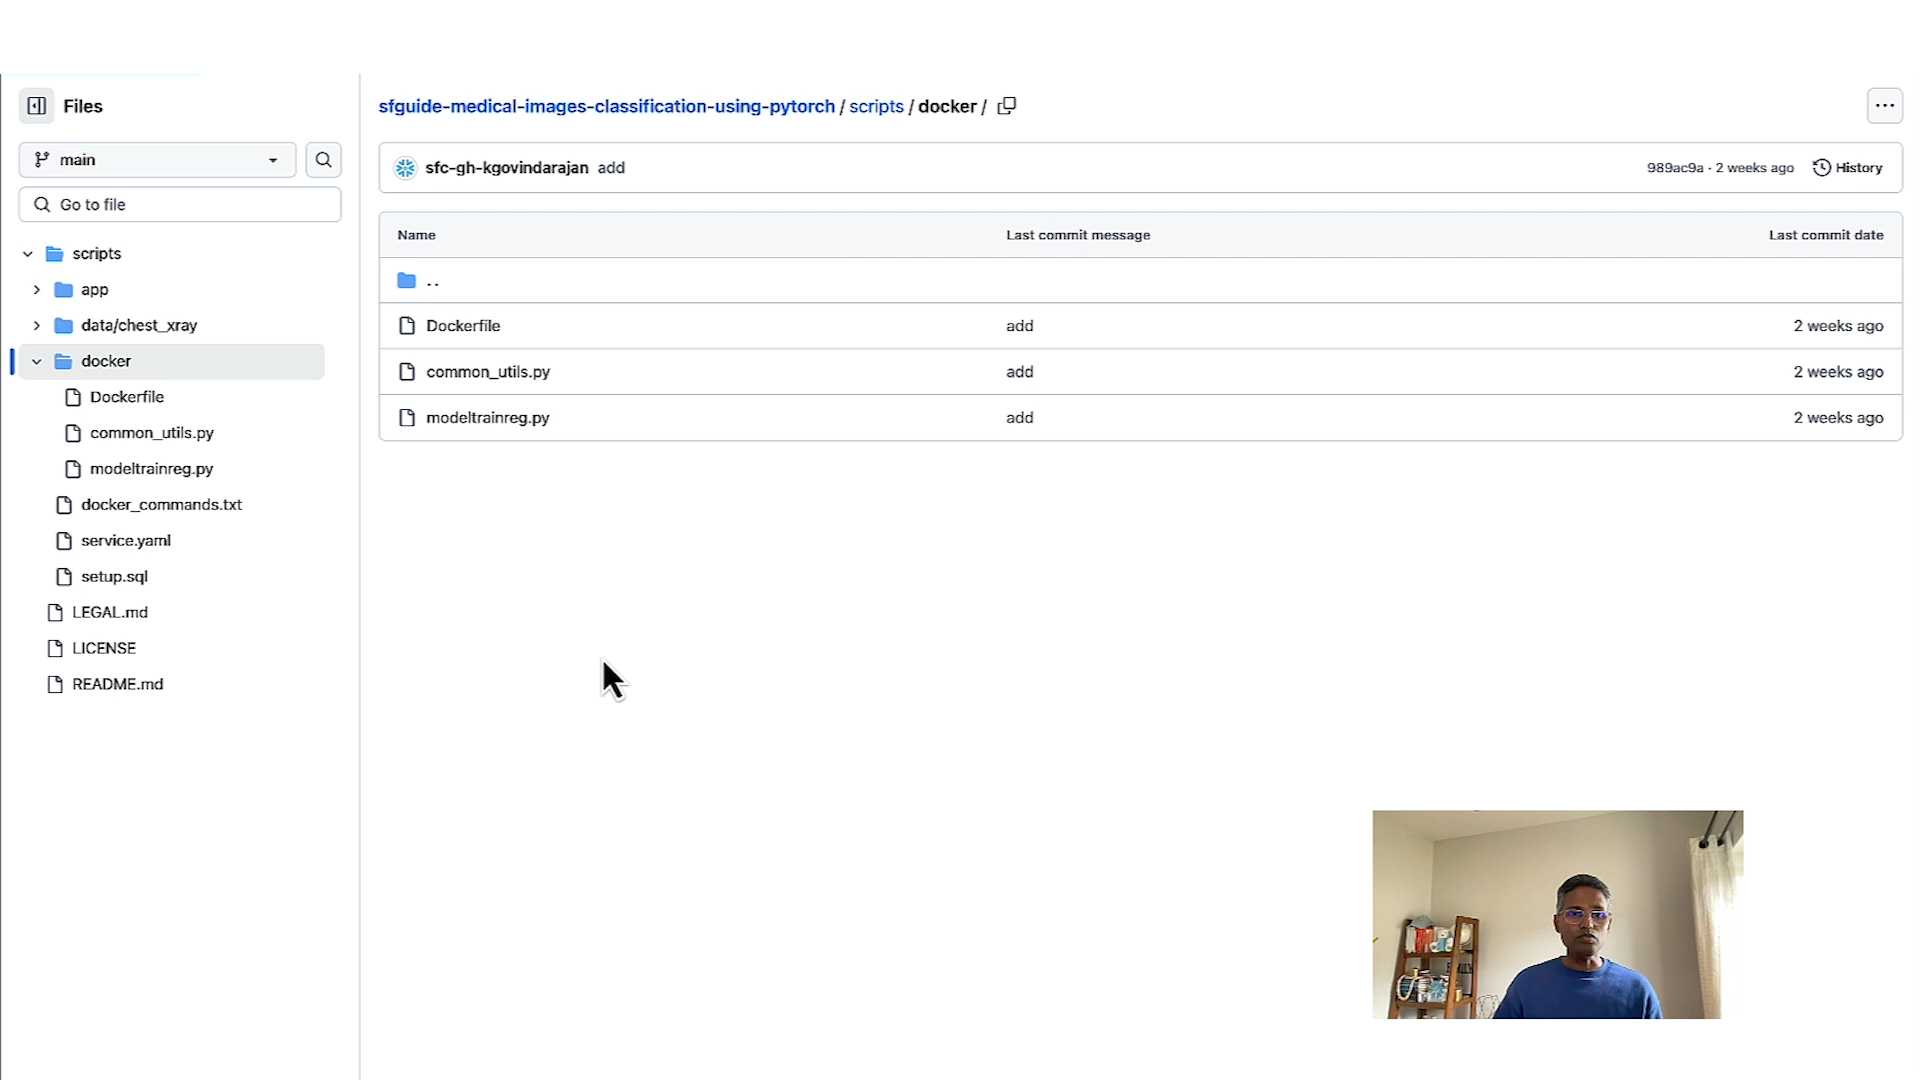 Files
sfguide-medical-images-classification-using-pytorch / scripts / docker /
main
sfc-gh-kgovindarajan add
989ac9a · 2 weeks ago
History
Go to file
Name Last commit message Last commit date
..
Dockerfile add 2 weeks ago
common_utils.py add 2 weeks ago
modeltrainreg.py add 2 weeks ago
scripts
app
data/chest_xray
docker
Dockerfile
common_utils.py
modeltrainreg.py
docker_commands.txt
service.yaml
setup.sql
LEGAL.md
LICENSE
README.md